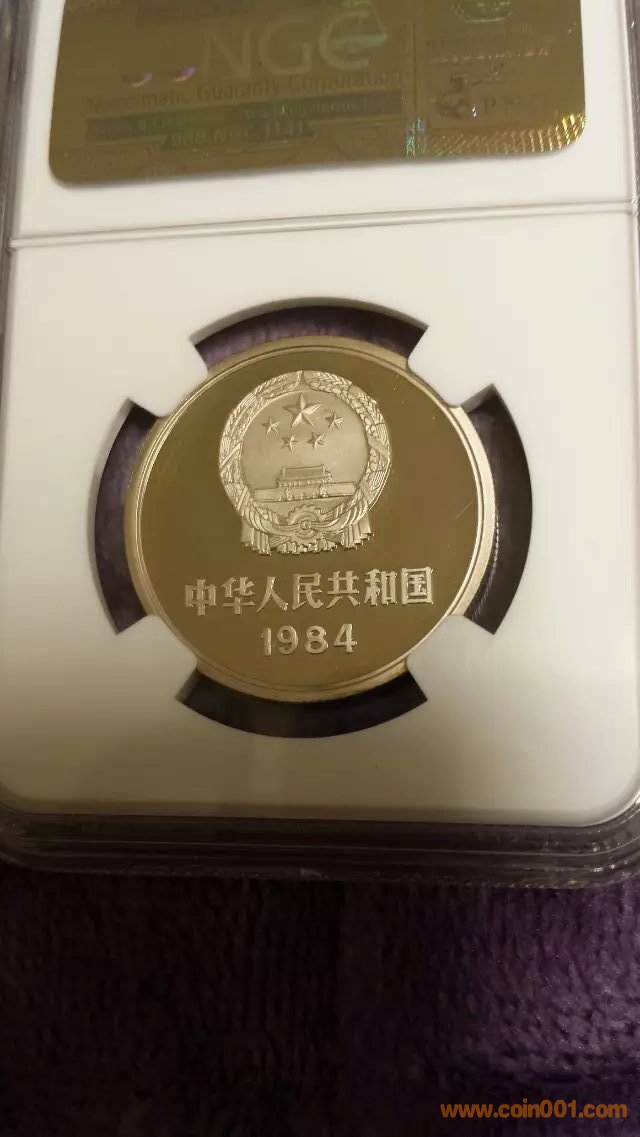 NGC
Numismatic Guaranty Corporation
中华人民共和国
1984
www.coin001.com